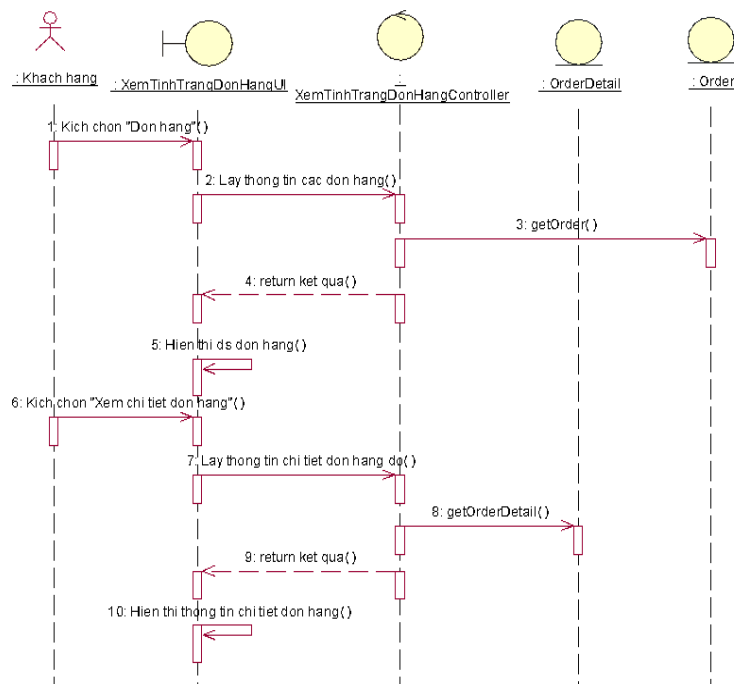 : Khach hang
: XemTinhTrangDonHangUI
:
XemTinhTrangDonHangController
: OrderDetail
: Order
1: Kich chon "Don hang"()
2: Lay thong tin cac don hang()
3: getOrder()
4: return ket qua()
5: Hien thi ds don hang()
6: Kich chon "Xem chi tiet don hang"()
7: Lay thong tin chi tiet don hang do()
8: getOrderDetail()
9: return ket qua()
10: Hien thi thong tin chi tiet don hang()